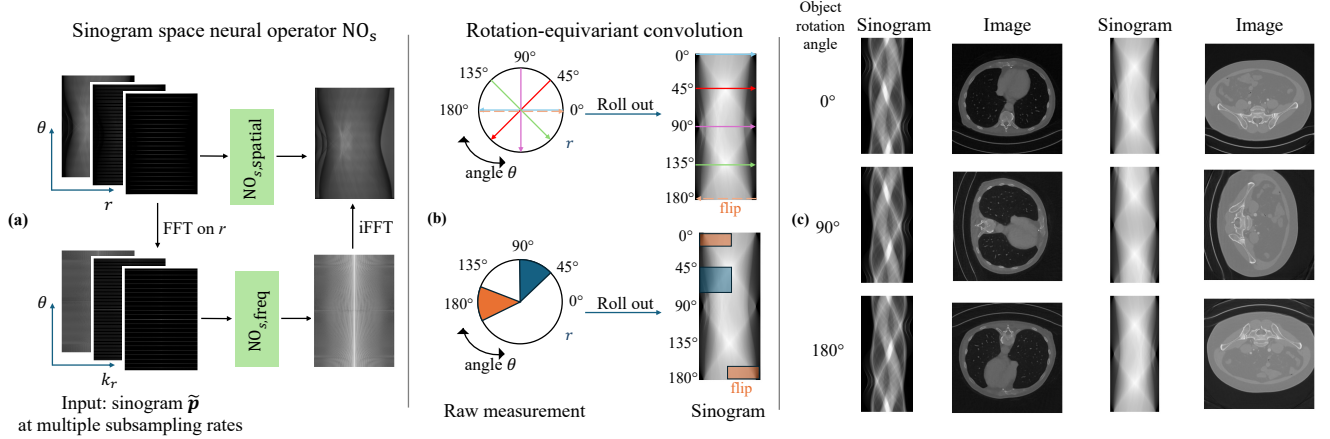 Sinogram space neural operator NOₛ
θ
r
NOₛ,spatial
(a)
FFT on r
iFFT
θ
kᵣ
NOₛ,freq
Input: sinogram p̃
at multiple subsampling rates
Rotation-equivariant convolution
90°
135°
45°
180°
0°
r
angle θ
Roll out
0°
45°
90°
135°
180°
flip
(b)
90°
135°
45°
180°
0°
r
angle θ
Roll out
0°
45°
90°
135°
180°
flip
Raw measurement
Sinogram
Object
rotation
angle
Sinogram
Image
Sinogram
Image
0°
(c)
90°
180°